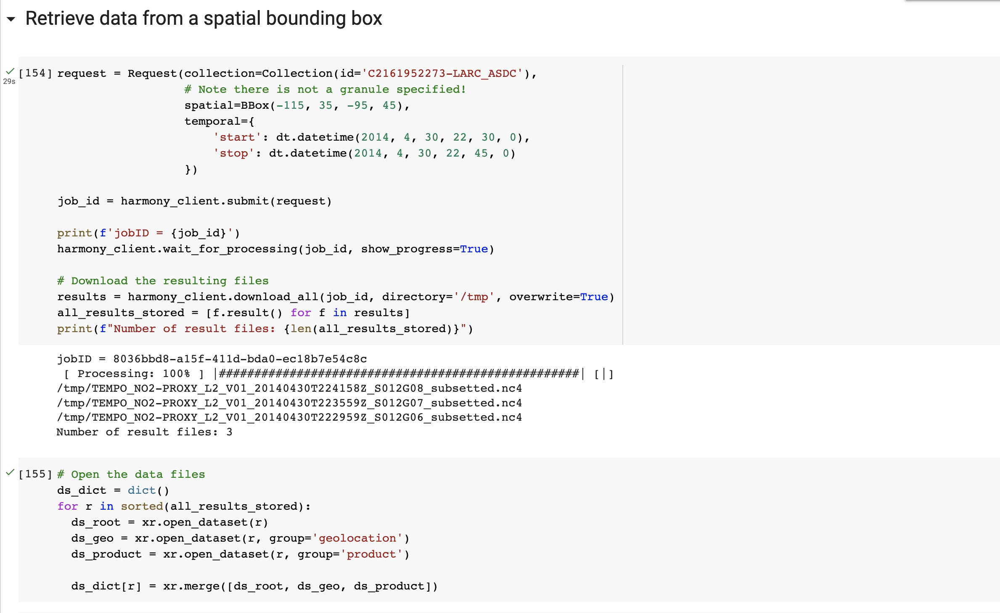 Retrieve data from a spatial bounding box
[154] request = Request(collection=Collection(id='C2161952273-LARC_ASDC'),
# Note there is not a granule specified!
spatial=BBox(-115, 35, -95, 45),
temporal={
'start': dt.datetime(2014, 4, 30, 22, 30, 0),
'stop': dt.datetime(2014, 4, 30, 22, 45, 0)
})
29s
job_id = harmony_client.submit(request)
print(f'jobID = {job_id}')
harmony_client.wait_for_processing(job_id, show_progress=True)
# Download the resulting files
results = harmony_client.download_all(job_id, directory='/tmp', overwrite=True)
all_results_stored = [f.result() for f in results]
print(f"Number of result files: {len(all_results_stored)}")
jobID = 8036bbd8-a15f-411d-bda0-ec18b7e54c8c
[ Processing: 100% ] |###################################################| [|]
/tmp/TEMPO_NO2-PROXY_L2_V01_20140430T224158Z_S012G08_subsetted.nc4
/tmp/TEMPO_NO2-PROXY_L2_V01_20140430T223559Z_S012G07_subsetted.nc4
/tmp/TEMPO_NO2-PROXY_L2_V01_20140430T222959Z_S012G06_subsetted.nc4
Number of result files: 3
[155] # Open the data files
ds_dict = dict()
for r in sorted(all_results_stored):
ds_root = xr.open_dataset(r)
ds_geo = xr.open_dataset(r, group='geolocation')
ds_product = xr.open_dataset(r, group='product')
ds_dict[r] = xr.merge([ds_root, ds_geo, ds_product])